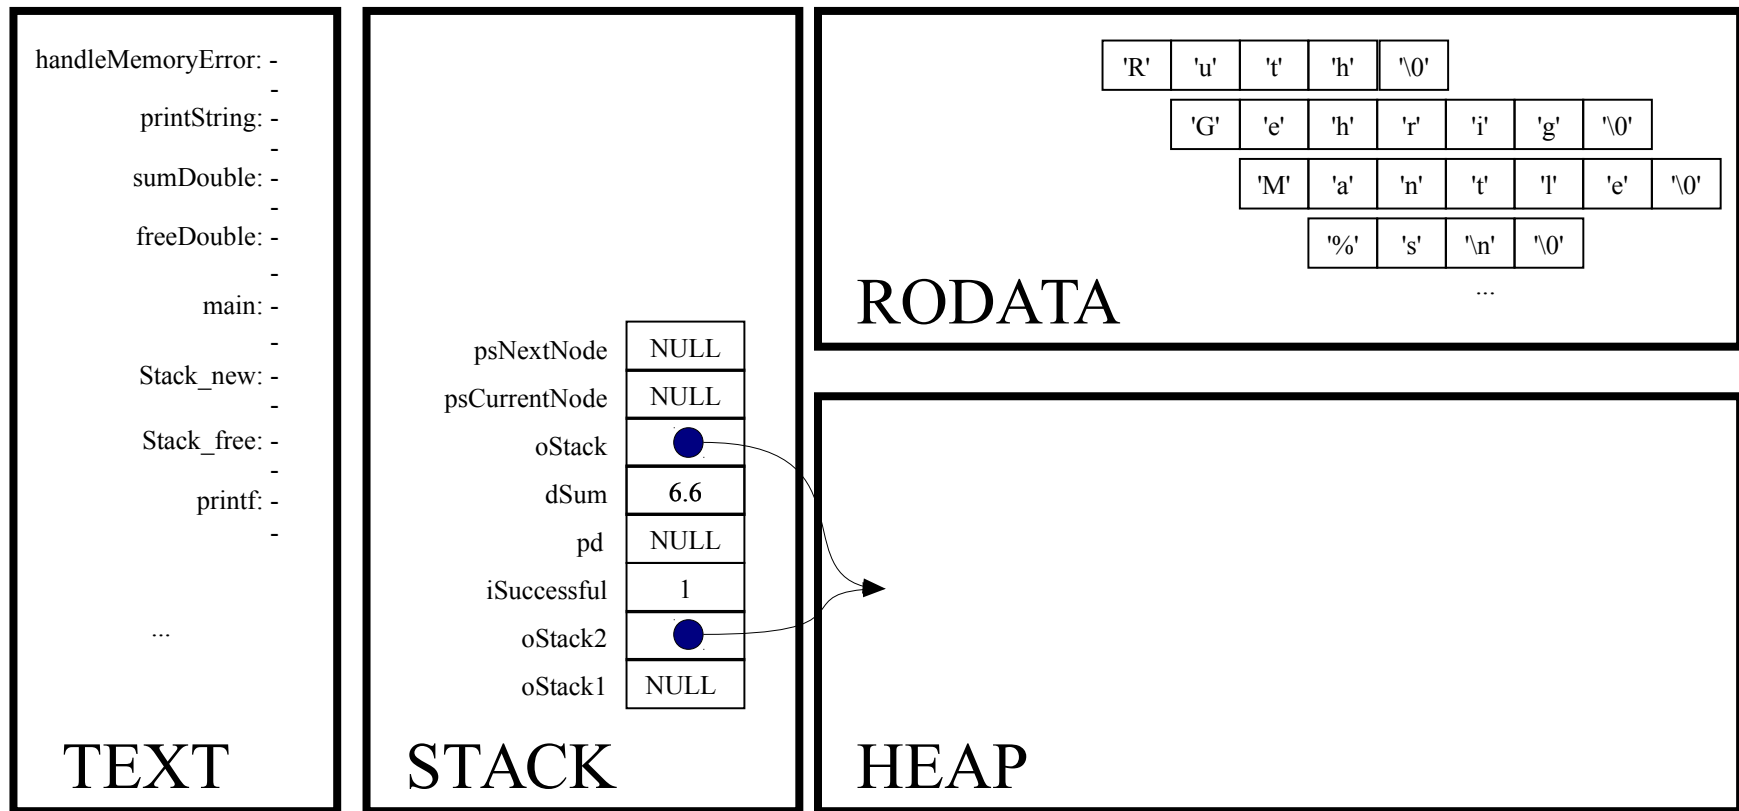 handleMemoryError: -
-
printString: -
-
sumDouble: -
-
freeDouble: -
-
main: -
-
Stack_new: -
-
Stack_free: -
-
printf: -
-
...
TEXT
psNextNode NULL
psCurrentNode NULL
oStack
dSum 6.6
pd NULL
iSuccessful 1
oStack2
oStack1 NULL
STACK
'R' 'u' 't' 'h' '\0'
'G' 'e' 'h' 'r' 'i' 'g' '\0'
'M' 'a' 'n' 't' 'l' 'e' '\0'
'%' 's' '\n' '\0'
...
RODATA
HEAP